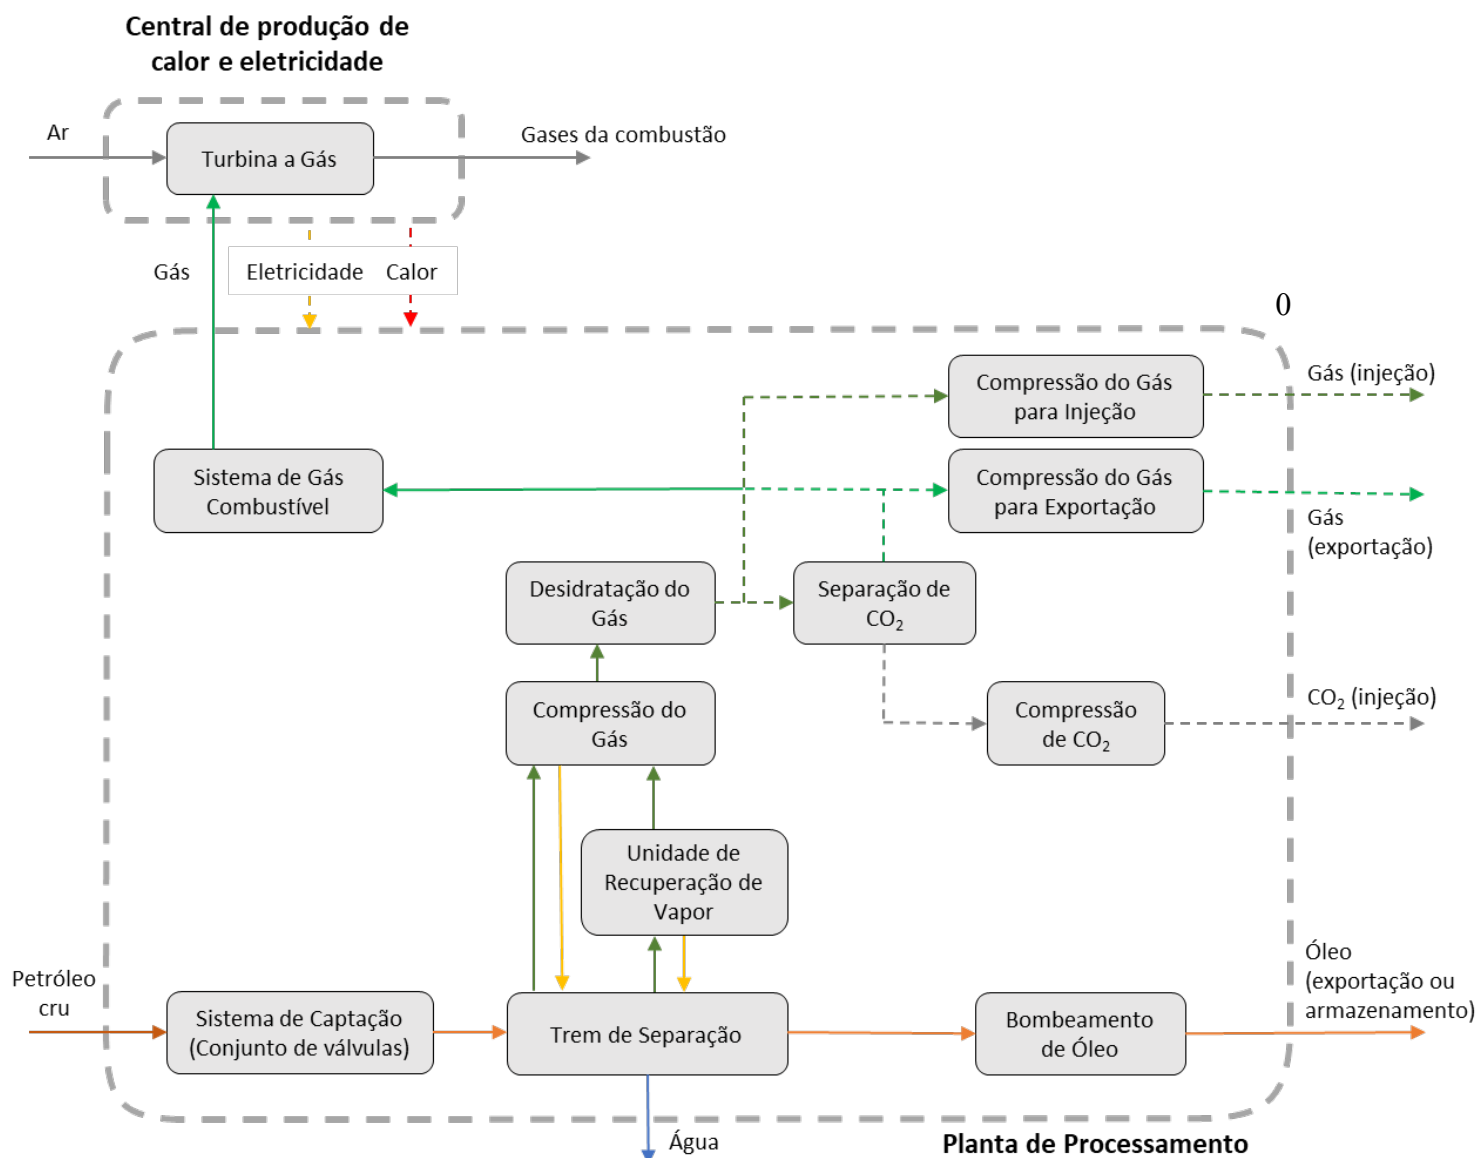 Central de produção de
calor e eletricidade
Ar
Turbina a Gás
Gases da combustão
Gás
Eletricidade
Calor
0
Compressão do Gás
para Injeção
Gás (injeção)
Sistema de Gás
Combustível
Compressão do Gás
para Exportação
Gás
(exportação)
Desidratação do
Gás
Separação de
CO₂
Compressão do
Gás
Compressão
de CO₂
CO₂ (injeção)
Unidade de
Recuperação de
Vapor
Petróleo
cru
Sistema de Captação
(Conjunto de válvulas)
Trem de Separação
Bombeamento
de Óleo
Óleo
(exportação ou
armazenamento)
Água
Planta de Processamento